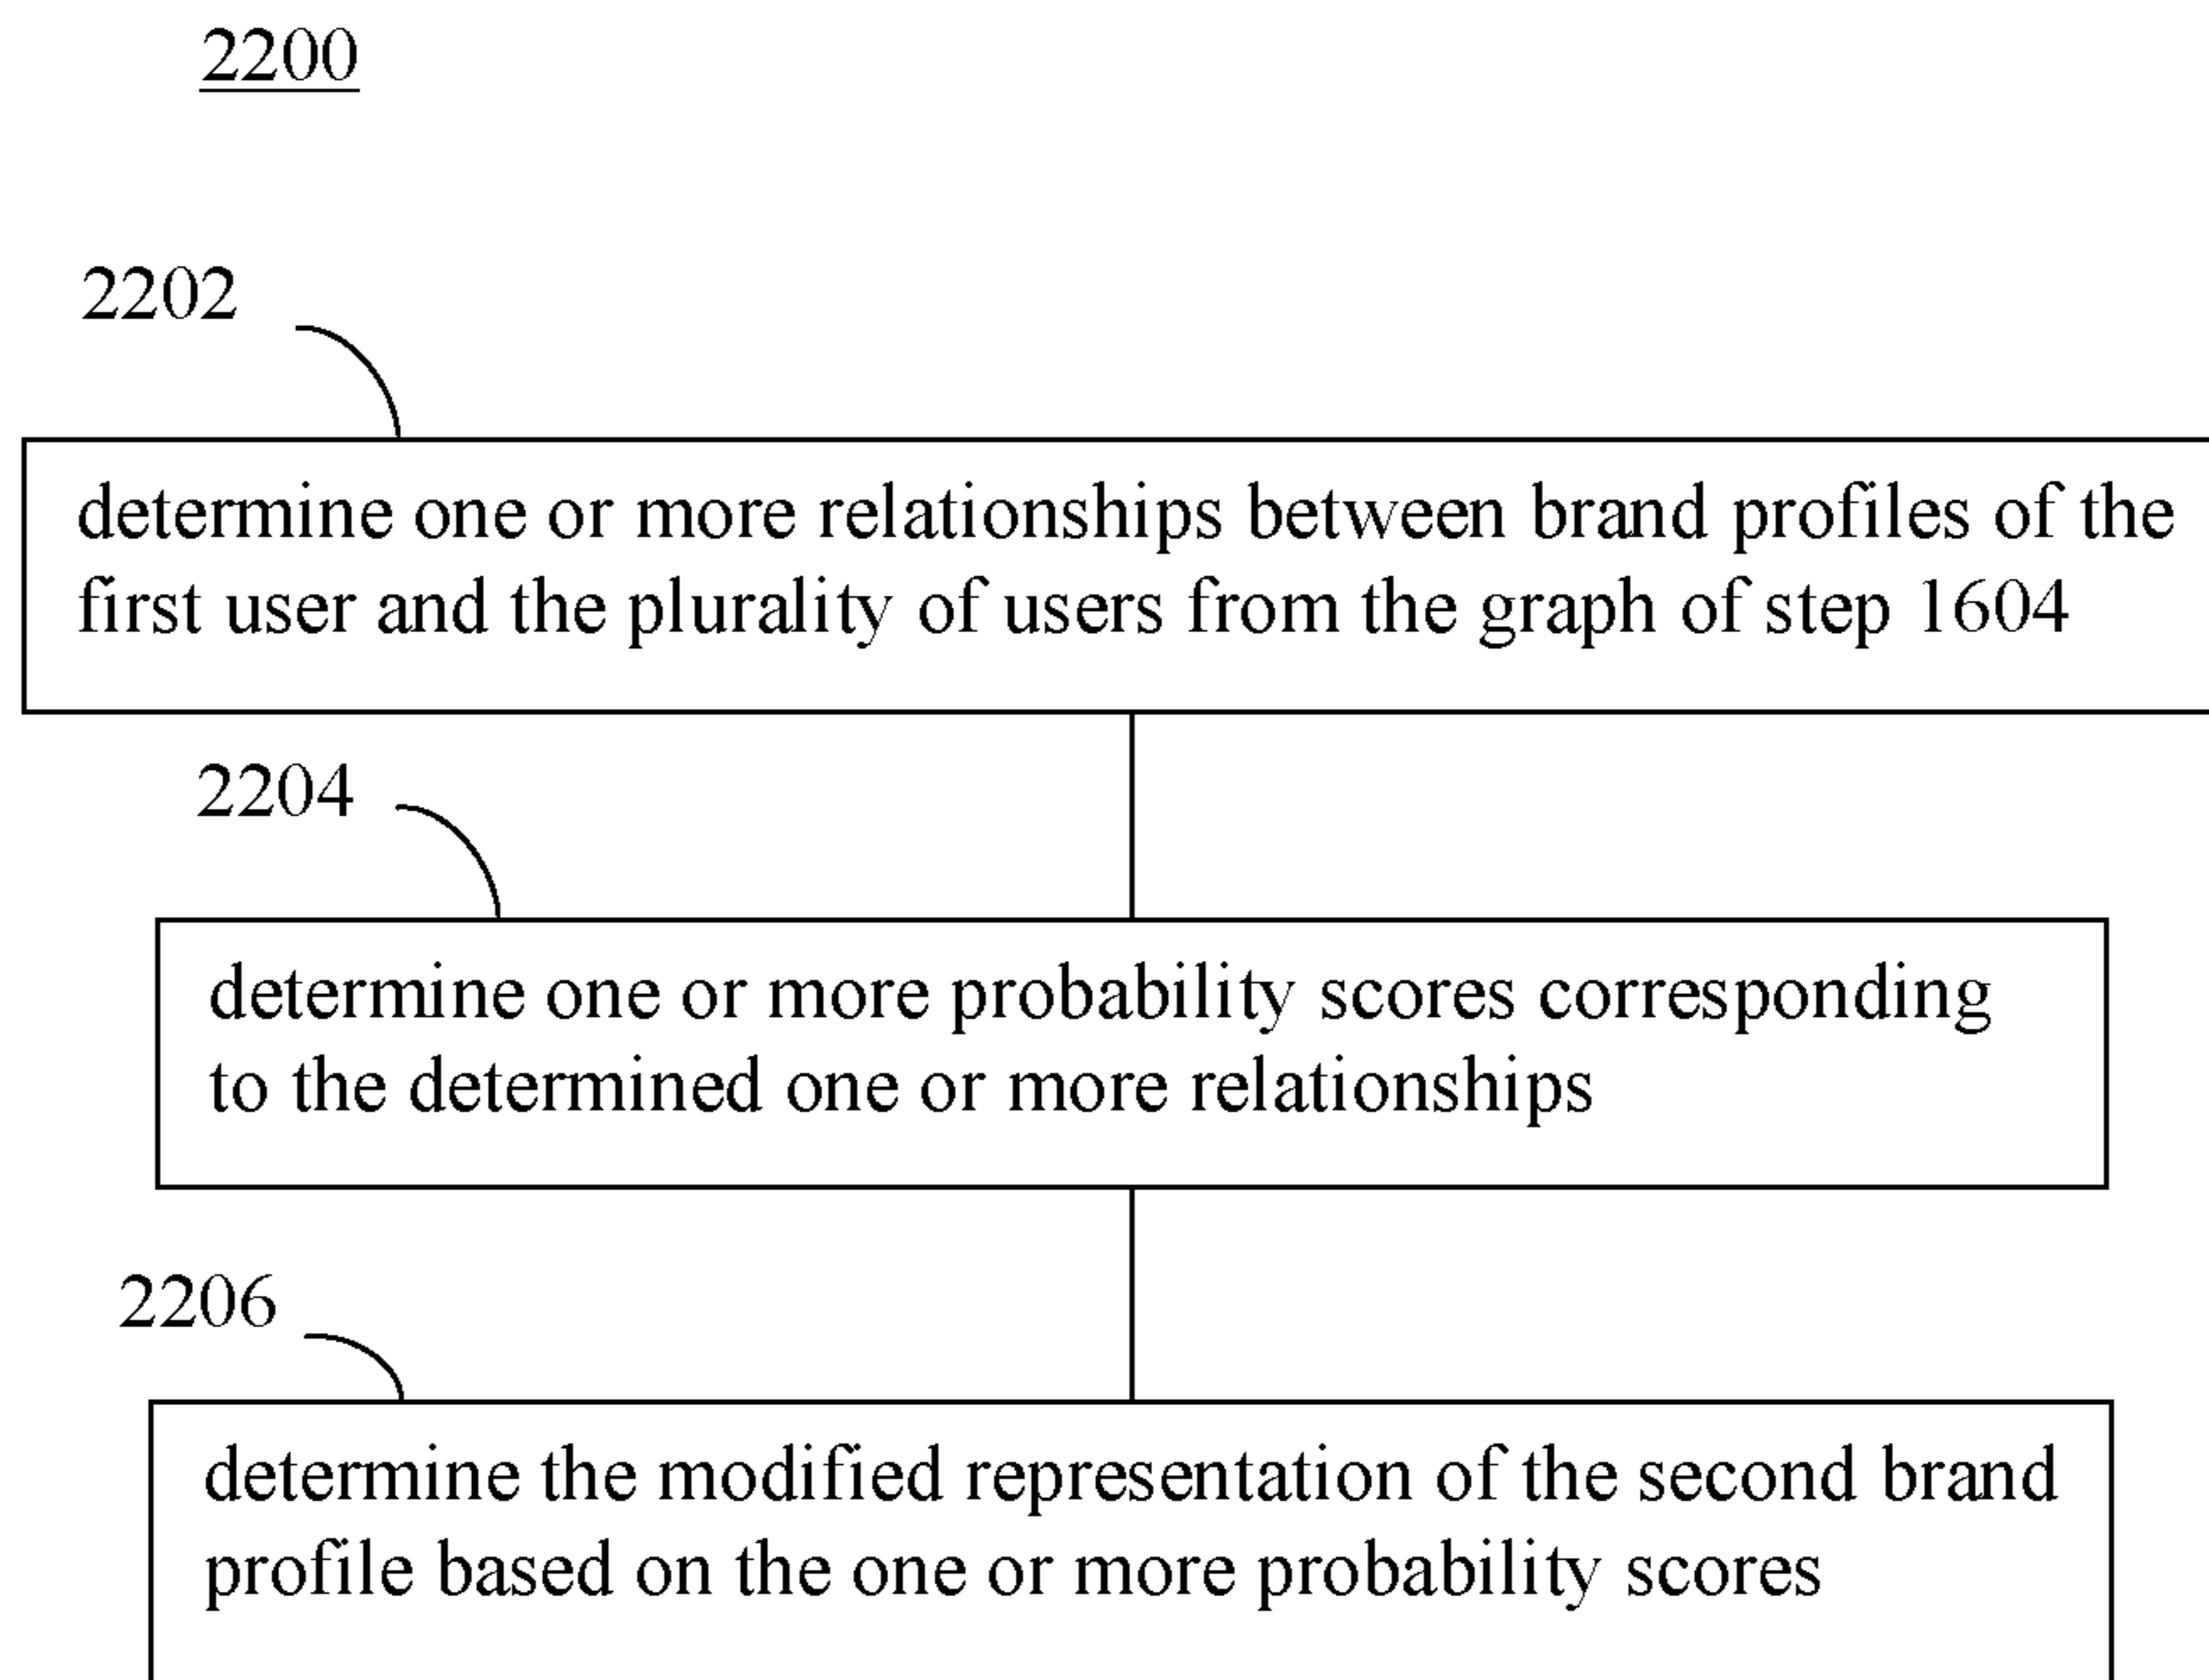 2200
2202
determine one or more relationships between brand profiles of the
first user and the plurality of users from the graph of step 1604
2204
determine one or more probability scores corresponding
to the determined one or more relationships
2206
determine the modified representation of the second brand
profile based on the one or more probability scores